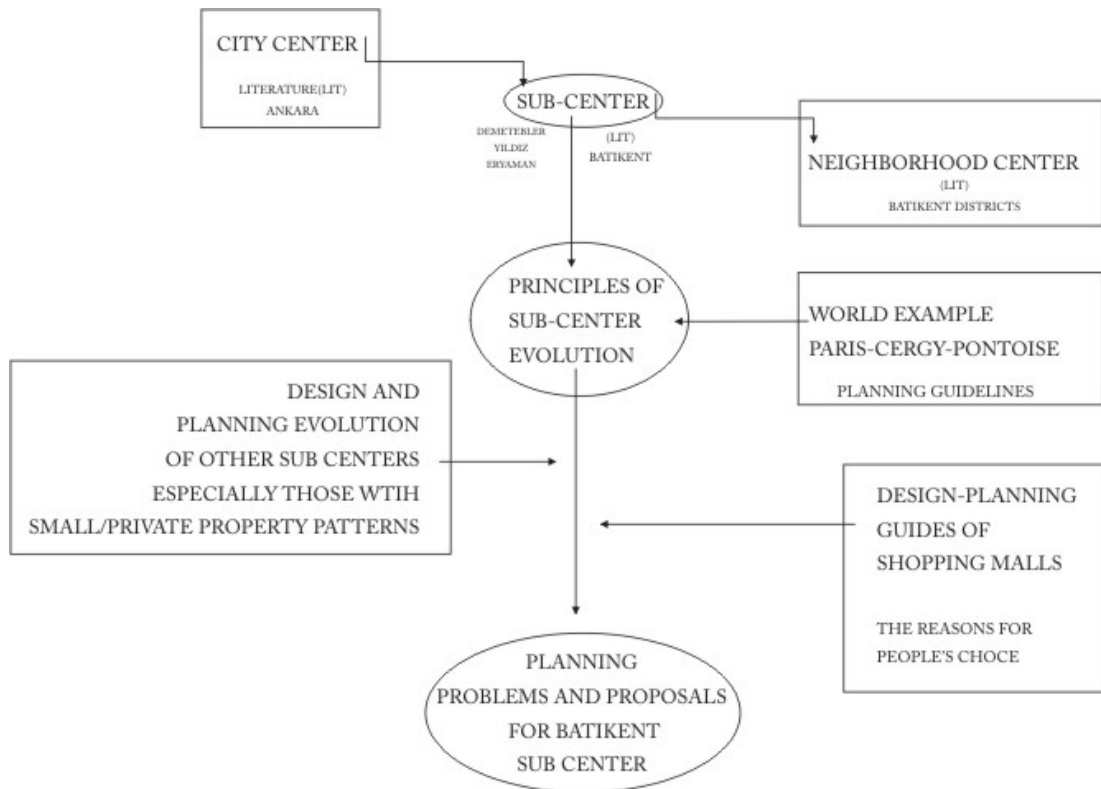 CITY CENTER
LITERATURE(LIT)
ANKARA
SUB-CENTER
DEMETEBLER
YILDIZ
ERYAMAN
(LIT)
BATIKENT
NEIGHBORHOOD CENTER
(LIT)
BATIKENT DISTRICTS
PRINCIPLES OF
SUB-CENTER
EVOLUTION
WORLD EXAMPLE
PARIS-CERGY-PONTOISE
PLANNING GUIDELINES
DESIGN AND
PLANNING EVOLUTION
OF OTHER SUB CENTERS
ESPECIALLY THOSE WTIH
SMALL/PRIVATE PROPERTY PATTERNS
DESIGN-PLANNING
GUIDES OF
SHOPPING MALLS
THE REASONS FOR
PEOPLE'S CHOCE
PLANNING
PROBLEMS AND PROPOSALS
FOR BATIKENT
SUB CENTER